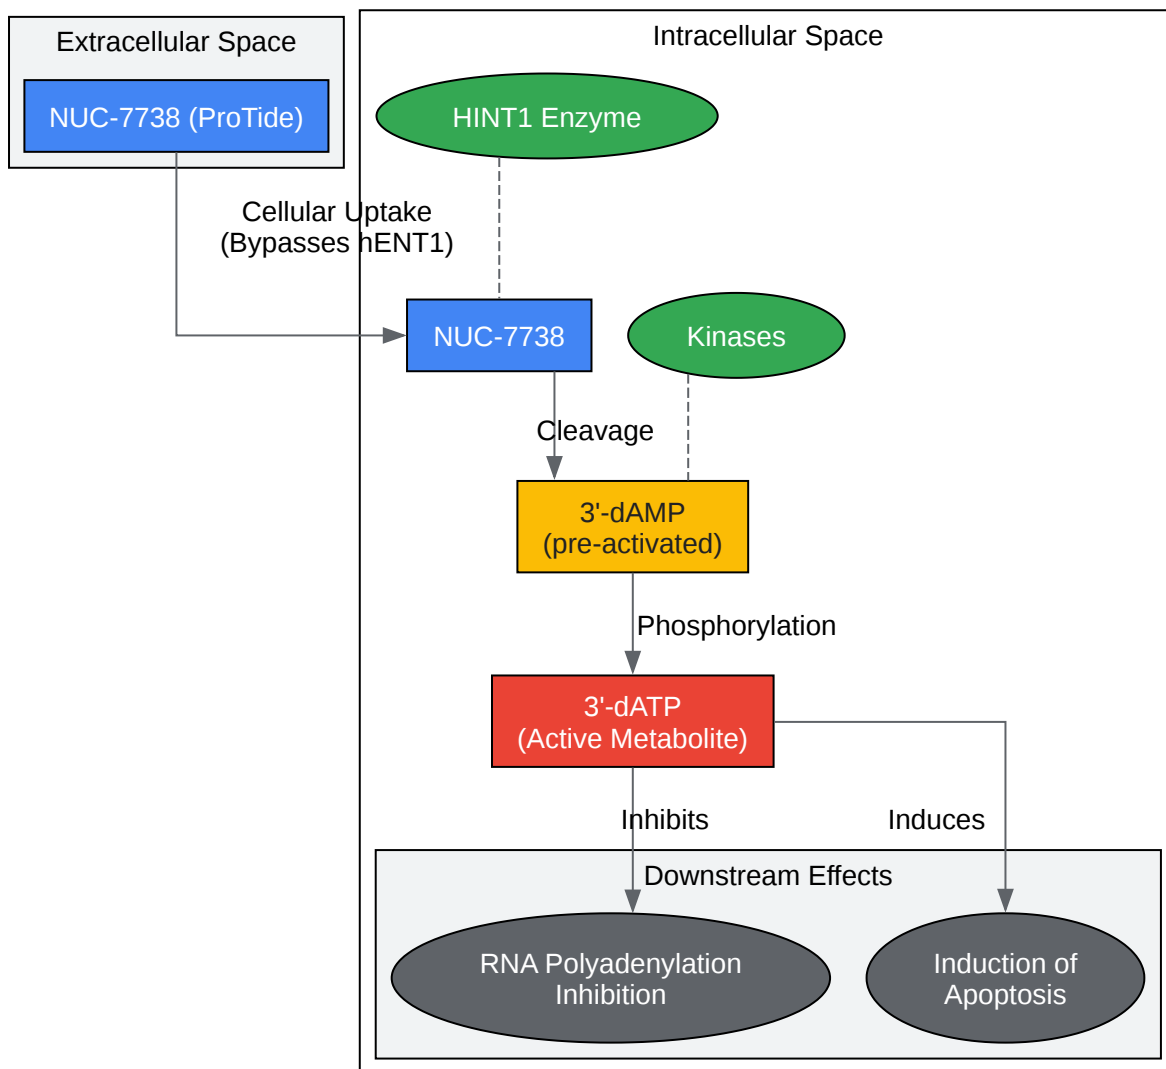 Extracellular Space
Intracellular Space
NUC-7738 (ProTide)
HINT1 Enzyme
Cellular Uptake
(Bypasses hENT1)
NUC-7738
Kinases
Cleavage
3'-dAMP
(pre-activated)
Phosphorylation
3'-dATP
(Active Metabolite)
Inhibits
Induces
Downstream Effects
RNA Polyadenylation
Inhibition
Induction of
Apoptosis